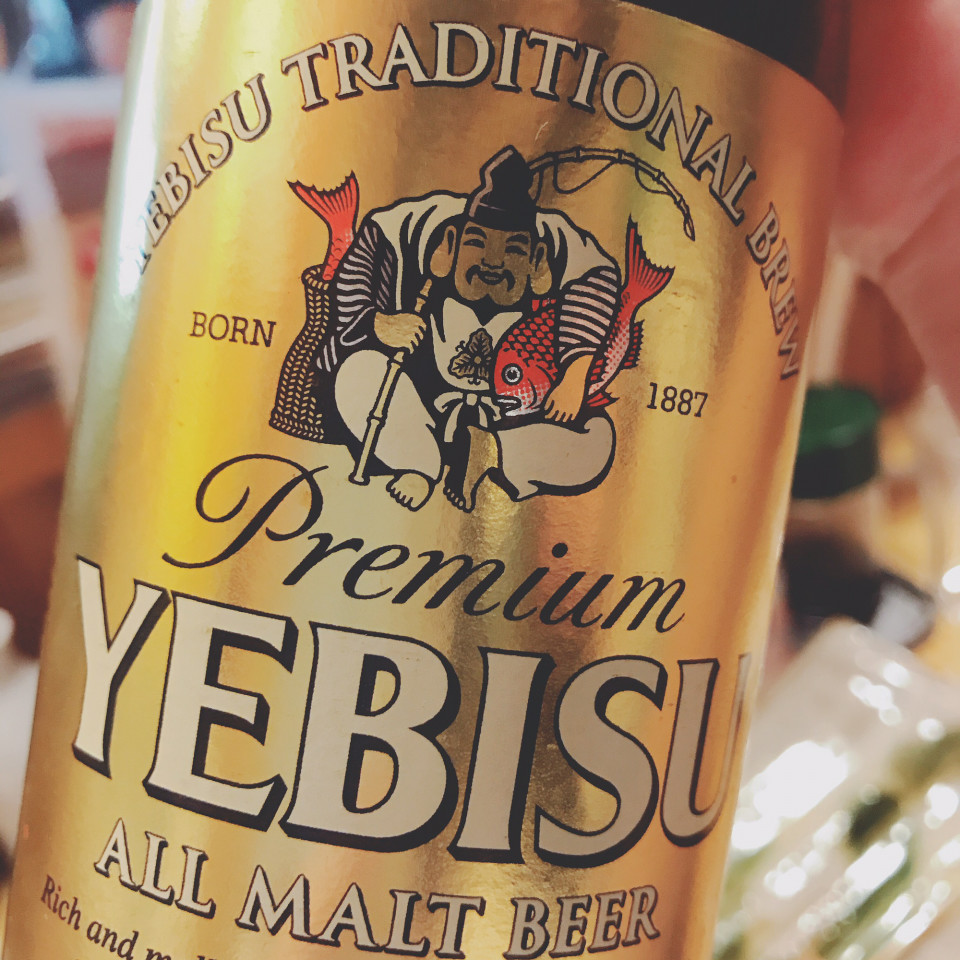 YEBISU TRADITIONAL BREW
BORN
1887
Premium
YEBISU
ALL MALT BEER
Rich and